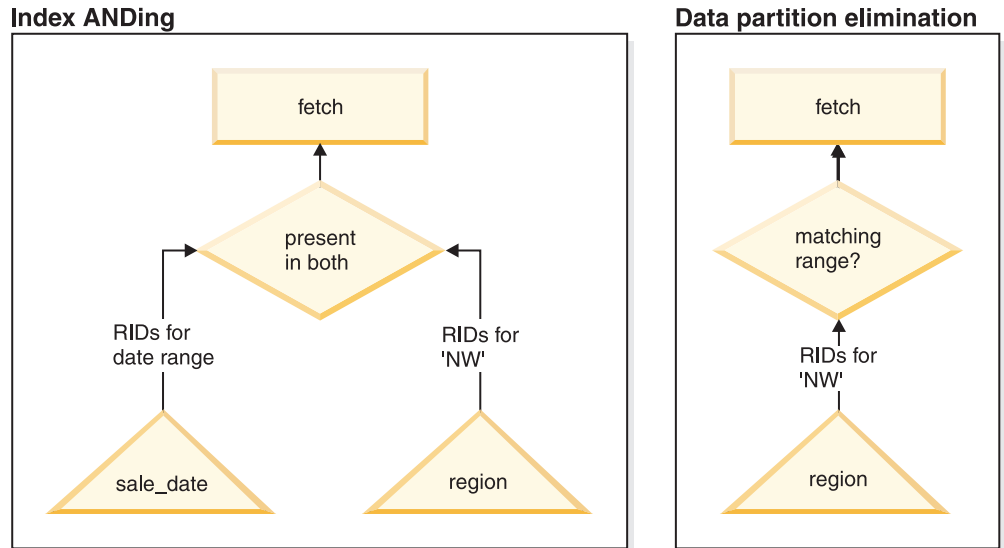 Index ANDing
fetch
present
in both
RIDs for
date range
RIDs for
'NW'
sale_date
region
Data partition elimination
fetch
matching
range?
RIDs for
'NW'
region